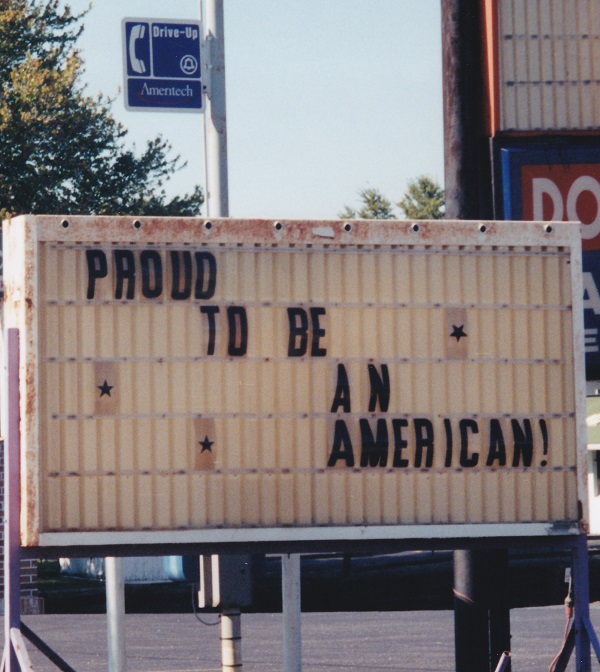 Drive-Up
Ameritech
DO
PROUD
TO BE
AN
AMERICAN!